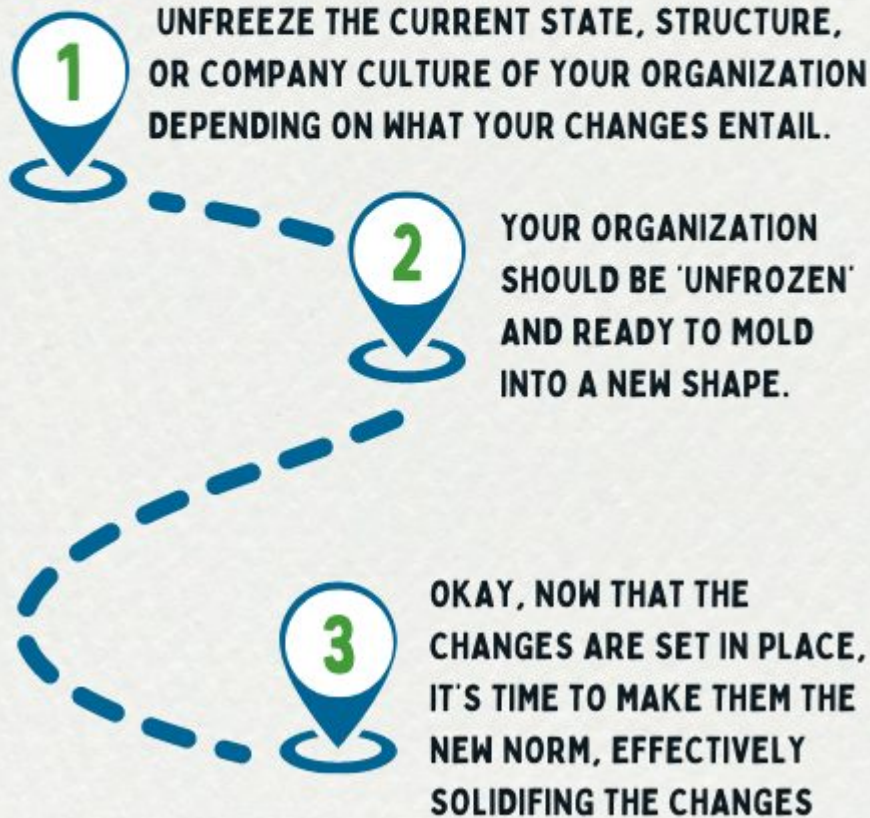 1
UNFREEZE THE CURRENT STATE, STRUCTURE,
OR COMPANY CULTURE OF YOUR ORGANIZATION
DEPENDING ON WHAT YOUR CHANGES ENTAIL.
2
YOUR ORGANIZATION
SHOULD BE 'UNFROZEN'
AND READY TO MOLD
INTO A NEW SHAPE.
3
OKAY, NOW THAT THE
CHANGES ARE SET IN PLACE,
IT'S TIME TO MAKE THEM THE
NEW NORM, EFFECTIVELY
SOLIDIFING THE CHANGES